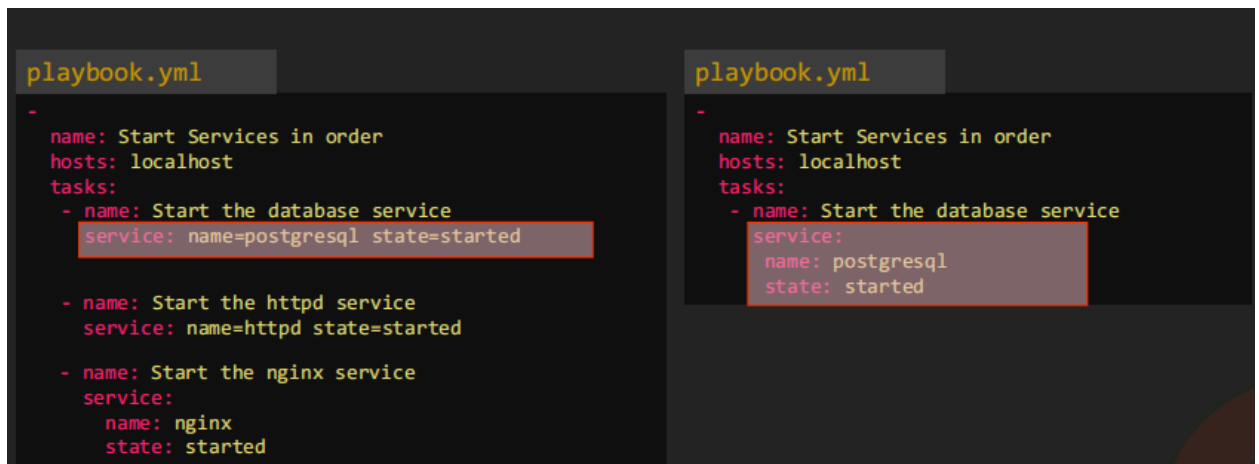 playbook.yml
-
name: Start Services in order
hosts: localhost
tasks:
- name: Start the database service
service: name=postgresql state=started
- name: Start the httpd service
service: name=httpd state=started
- name: Start the nginx service
service:
name: nginx
state: started
playbook.yml
-
name: Start Services in order
hosts: localhost
tasks:
- name: Start the database service
service:
name: postgresql
state: started